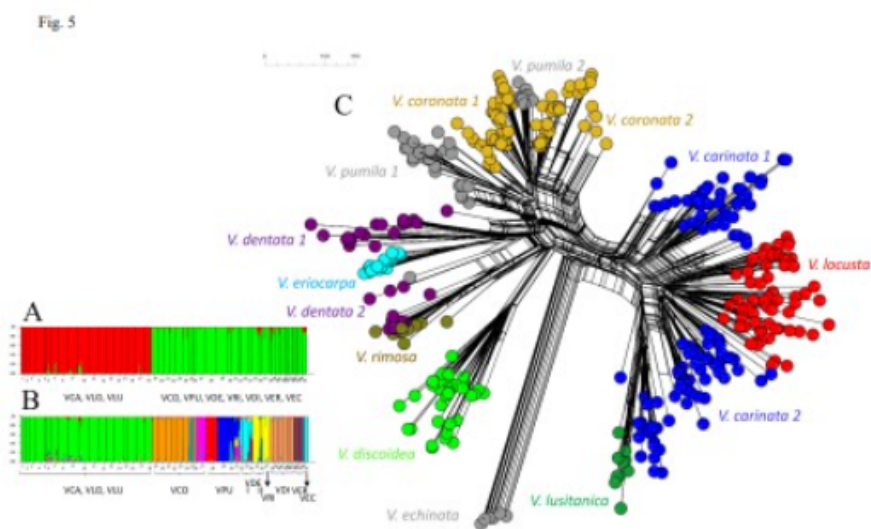 Fig. 5
C
V. pumila 2
V. coronata 1
V. coronata 2
V. carinata 1
V. pumila 1
V. dentata 1
V. locusta
V. eriocarpa
V. dentata 2
V. rimosa
V. carinata 2
V. discoidea
V. lusitanica
V. echinata
A
VCA, VLO, VLU
VCO, VPU, VDE, VRI, VDI, VER, VEC
B
VCA, VLO, VLU
VCO
VPU
VDE
VRI
VDI
VER
VEC